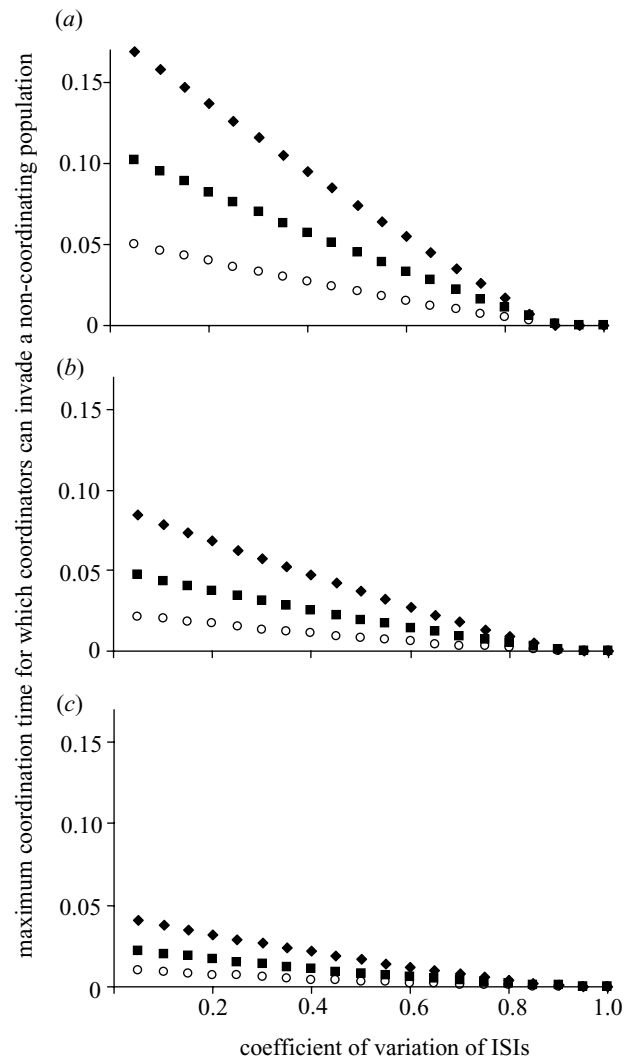 maximum coordination time for which coordinators can invade a non-coordinating population
(a)
0.15
0.10
0.05
0
(b)
0.15
0.10
0.05
0
(c)
0.15
0.10
0.05
0
0.2 0.4 0.6 0.8 1.0
coefficient of variation of ISIs